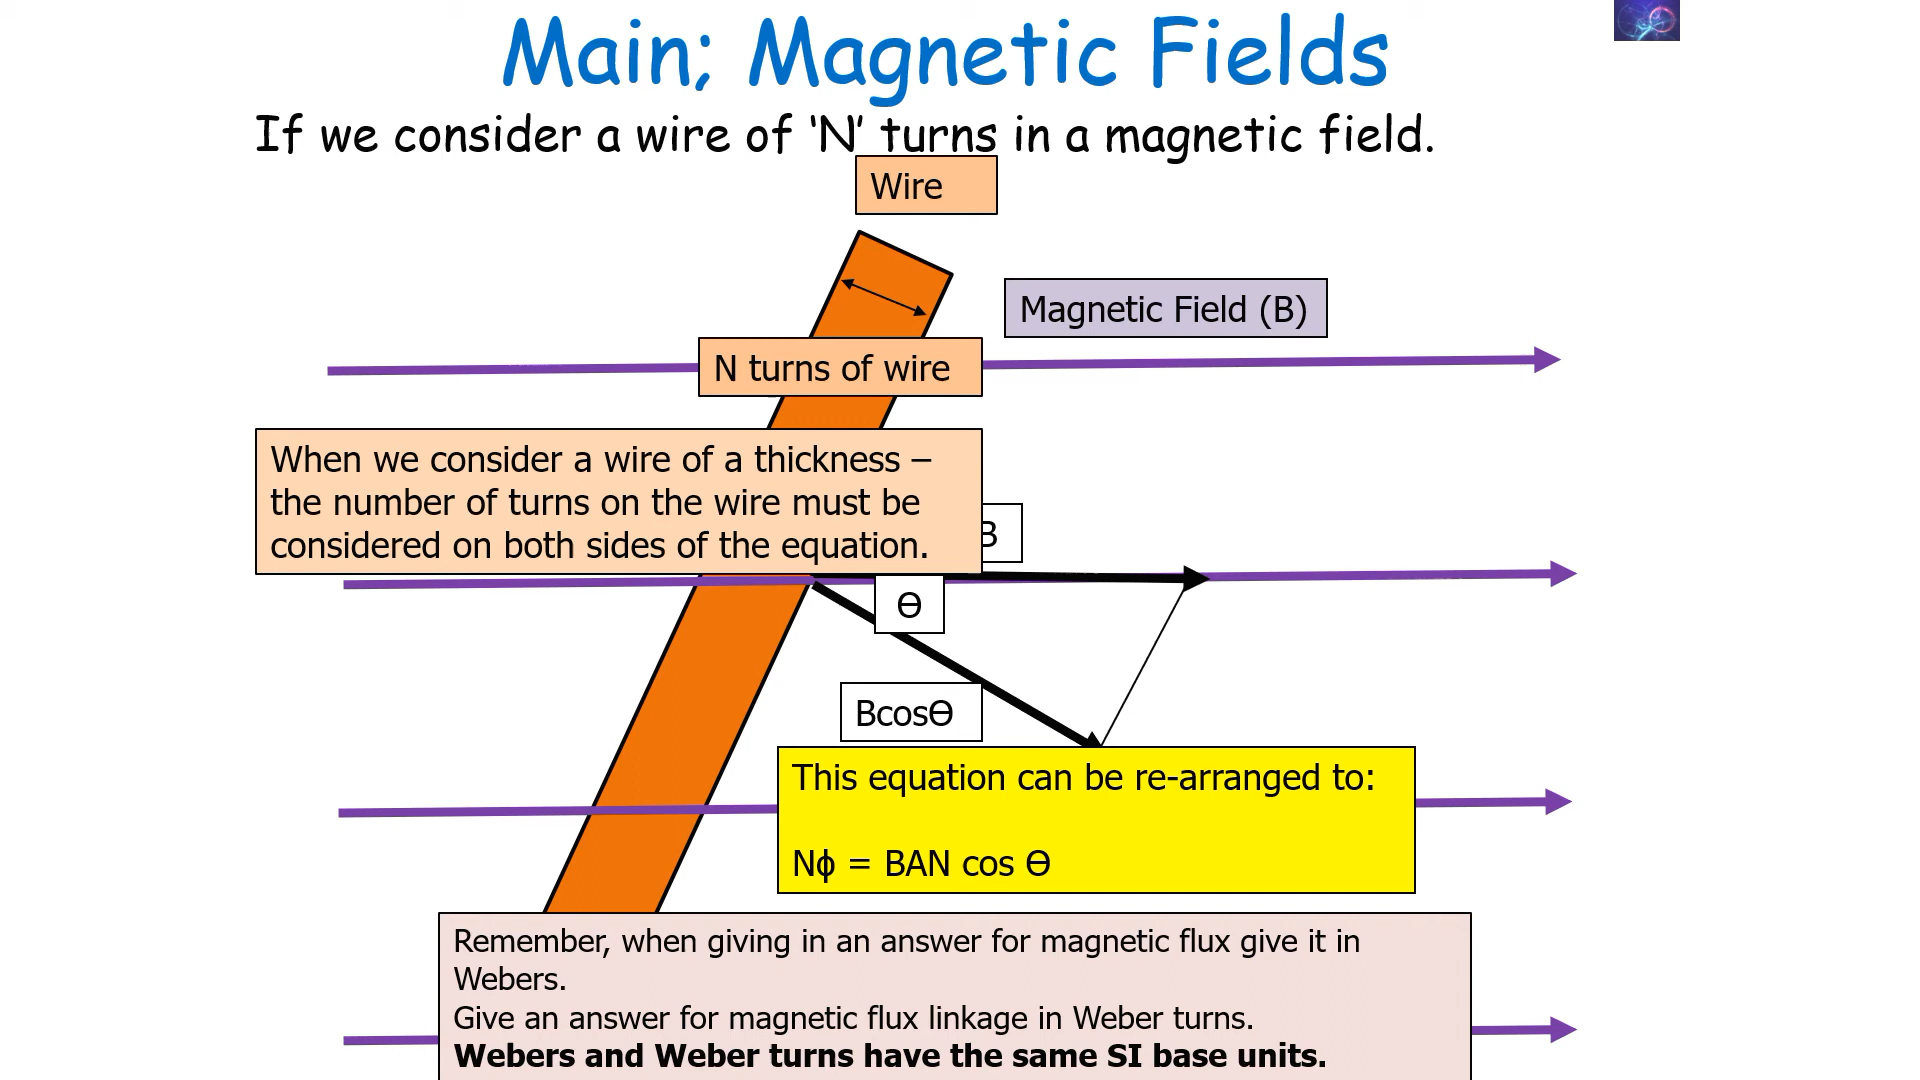 Main; Magnetic Fields
If we consider a wire of ‘N’ turns in a magnetic field.
Wire
Magnetic Field (B)
N turns of wire
When we consider a wire of a thickness –
the number of turns on the wire must be
considered on both sides of the equation.
B
ϴ
Bcosϴ
This equation can be re-arranged to:
Nϕ = BAN cos ϴ
Remember, when giving in an answer for magnetic flux give it in
Webers.
Give an answer for magnetic flux linkage in Weber turns.
Webers and Weber turns have the same SI base units.